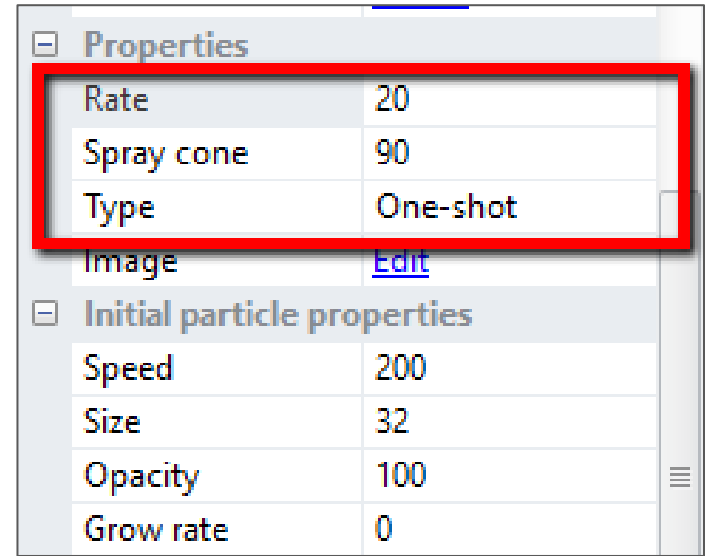 Properties
Rate 20
Spray cone 90
Type One-shot
Image Edit
Initial particle properties
Speed 200
Size 32
Opacity 100
Grow rate 0